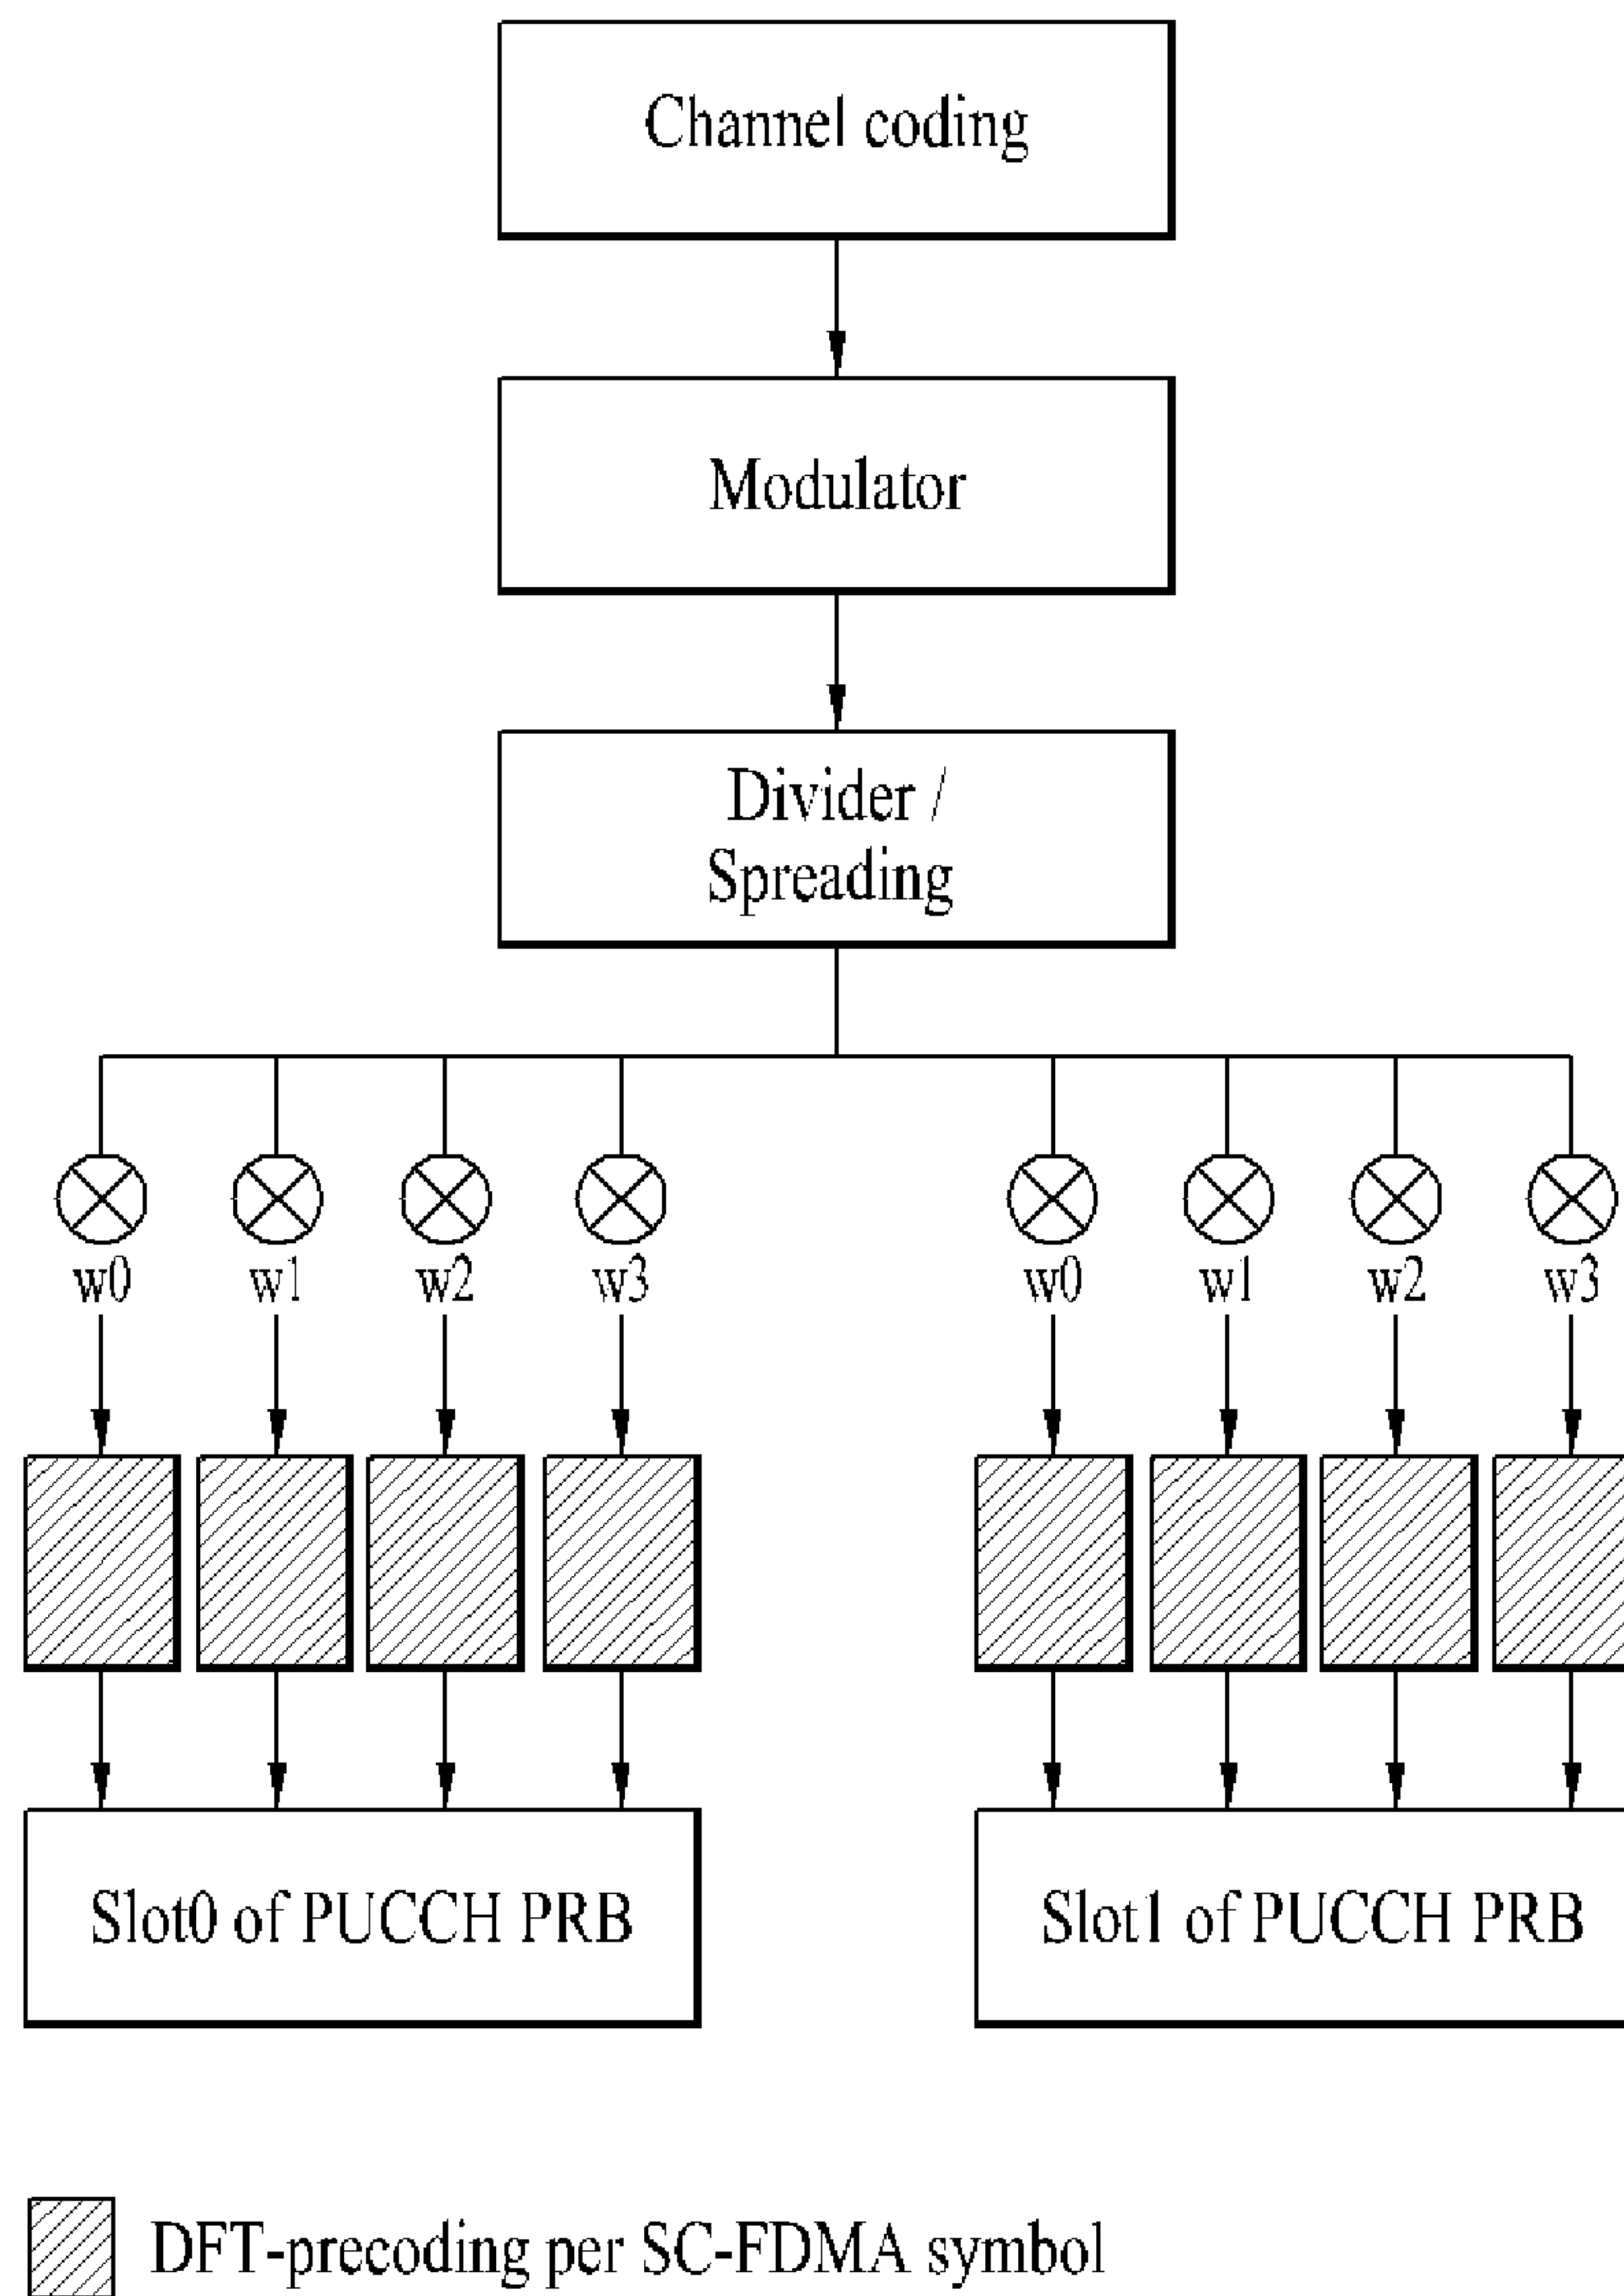 Channel coding
Modulator
Divider /
Spreading
w0 w1 w2 w3 w0 w1 w2 w3
Slot0 of PUCCH PRB Slot1 of PUCCH PRB
DFT-precoding per SC-FDMA symbol